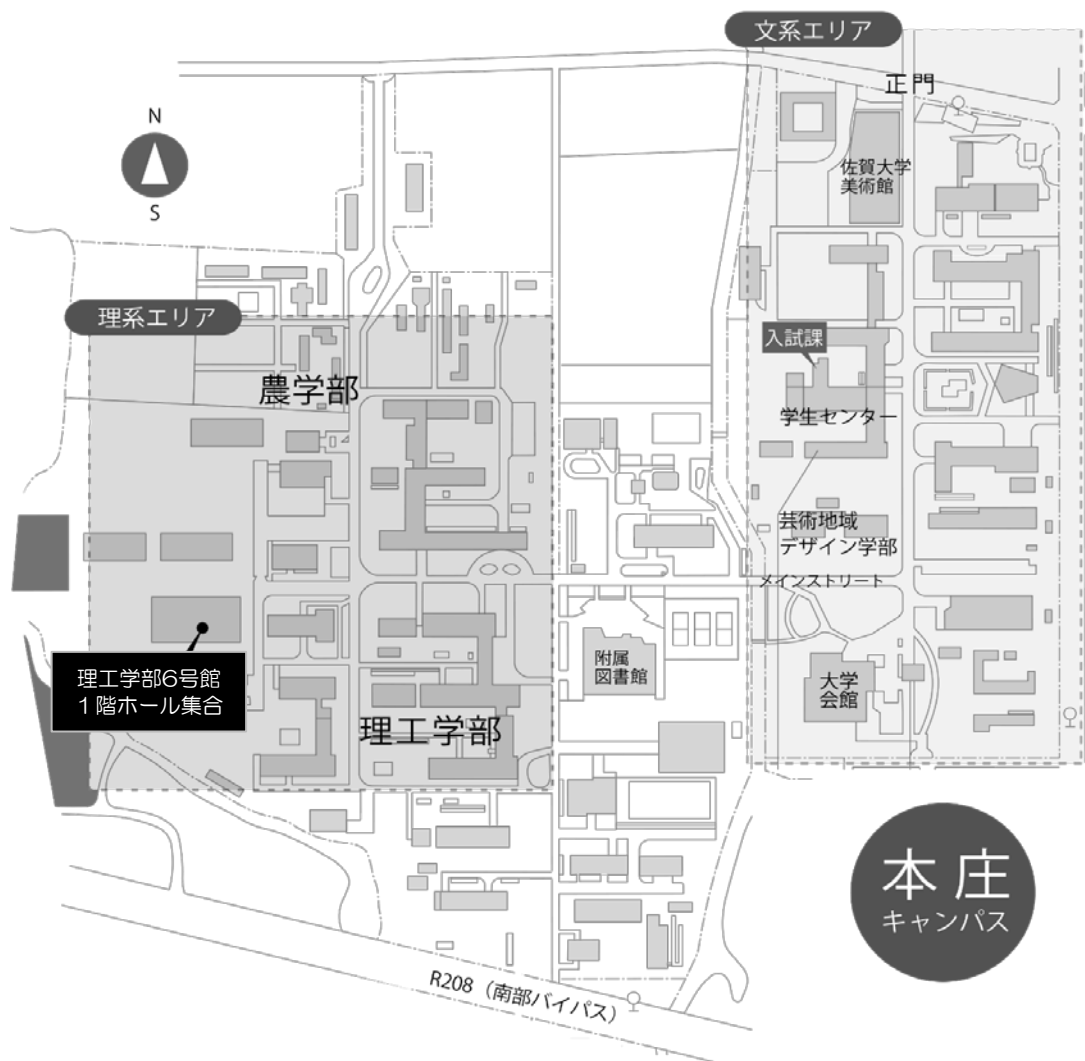 文系エリア
正門
N
S
佐賀大学
美術館
理系エリア
入試課
農学部
学生センター
芸術地域
デザイン学部
メインストリート
理工学部6号館
1階ホール集合
附属
図書館
大学
会館
理工学部
本庄
キャンパス
R208（南部バイパス）